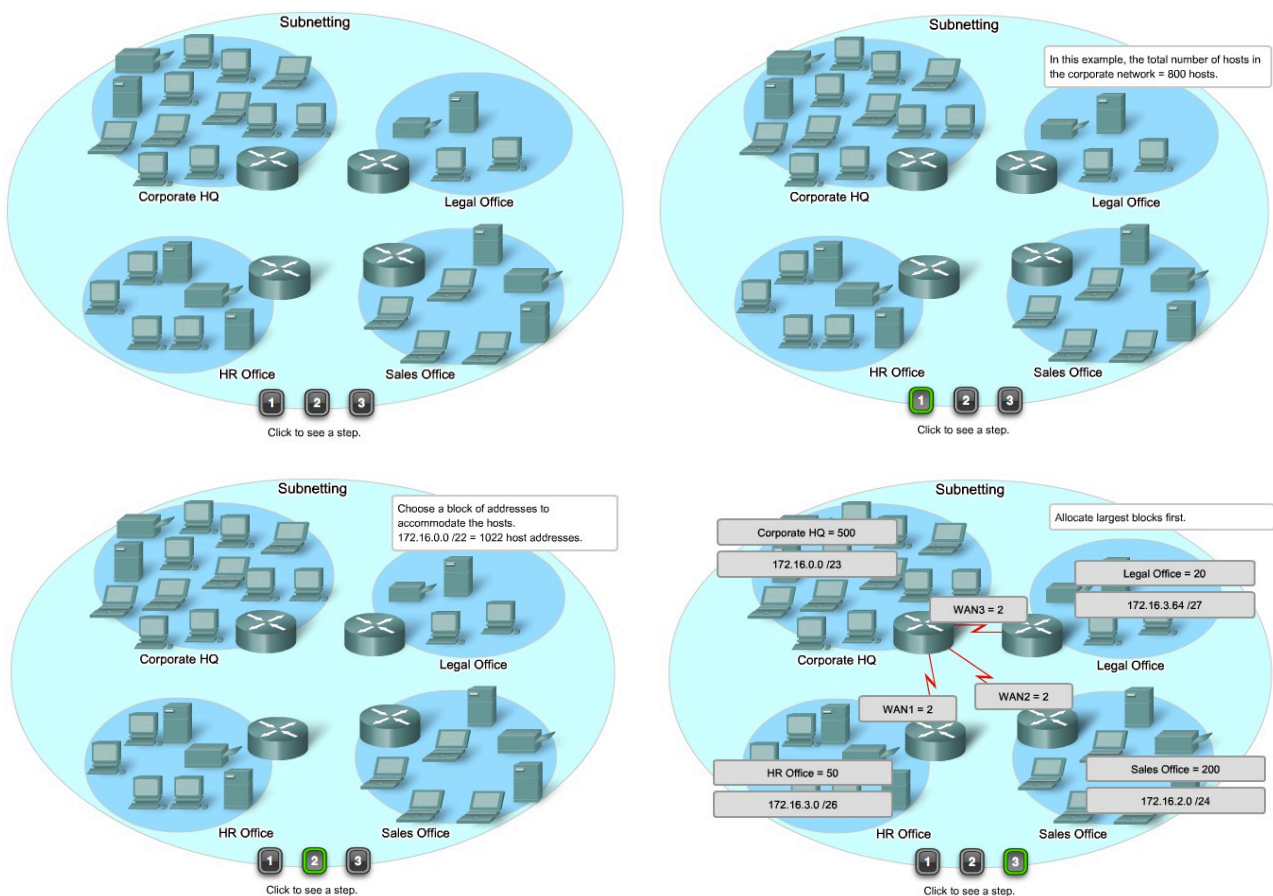 Subnetting
Corporate HQ
Legal Office
HR Office
Sales Office
1
2
3
Click to see a step.
Subnetting
In this example, the total number of hosts in
the corporate network = 800 hosts.
Corporate HQ
Legal Office
HR Office
Sales Office
1
2
3
Click to see a step.
Subnetting
Choose a block of addresses to
accommodate the hosts.
172.16.0.0 /22 = 1022 host addresses.
Corporate HQ
Legal Office
HR Office
Sales Office
1
2
3
Click to see a step.
Subnetting
Allocate largest blocks first.
Corporate HQ = 500
172.16.0.0 /23
Legal Office = 20
172.16.3.64 /27
WAN3 = 2
Corporate HQ
Legal Office
WAN2 = 2
WAN1 = 2
HR Office = 50
172.16.3.0 /26
Sales Office = 200
172.16.2.0 /24
HR Office
Sales Office
1
2
3
Click to see a step.